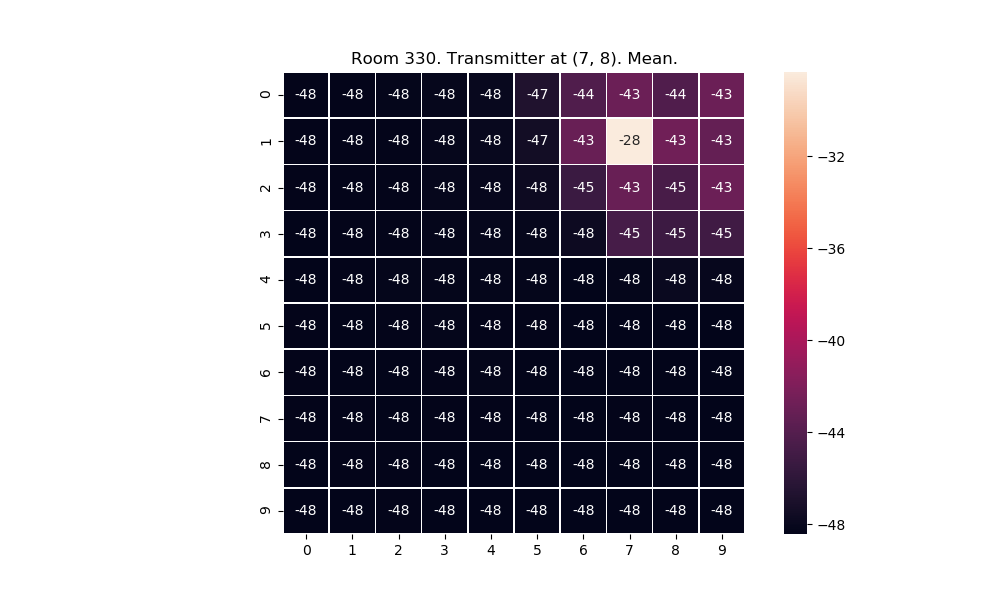 Room 330. Transmitter at (7, 8). Mean.
0 -48 -48 -48 -48 -48 -47 -44 -43 -44 -43
1 -48 -48 -48 -48 -48 -47 -43 -28 -43 -43
2 -48 -48 -48 -48 -48 -48 -45 -43 -45 -43
3 -48 -48 -48 -48 -48 -48 -48 -45 -45 -45
4 -48 -48 -48 -48 -48 -48 -48 -48 -48 -48
5 -48 -48 -48 -48 -48 -48 -48 -48 -48 -48
6 -48 -48 -48 -48 -48 -48 -48 -48 -48 -48
7 -48 -48 -48 -48 -48 -48 -48 -48 -48 -48
8 -48 -48 -48 -48 -48 -48 -48 -48 -48 -48
9 -48 -48 -48 -48 -48 -48 -48 -48 -48 -48
0 1 2 3 4 5 6 7 8 9
−32
−36
−40
−44
−48